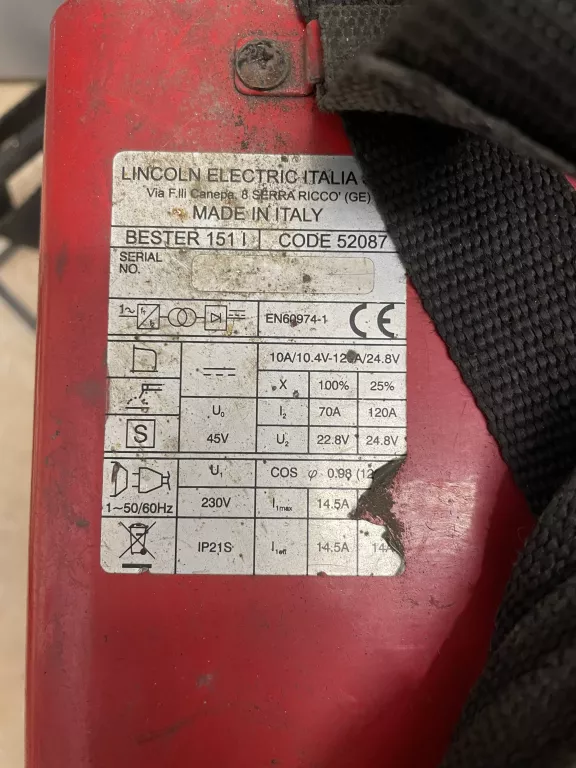 LINCOLN ELECTRIC ITALIA
Via F.lli Canepa, 8 SERRA RICCO' (GE)
MADE IN ITALY
BESTER 151 I CODE 52087
SERIAL
NO.
1~ EN60974-1 CE
10A/10.4V-120A/24.8V
X 100% 25%
U₀ I₂ 70A 120A
S 45V U₂ 22.8V 24.8V
U₁ COS φ 0.98
1~50/60Hz 230V I₁max 14.5A
IP21S I₁eff 14.5A 14A